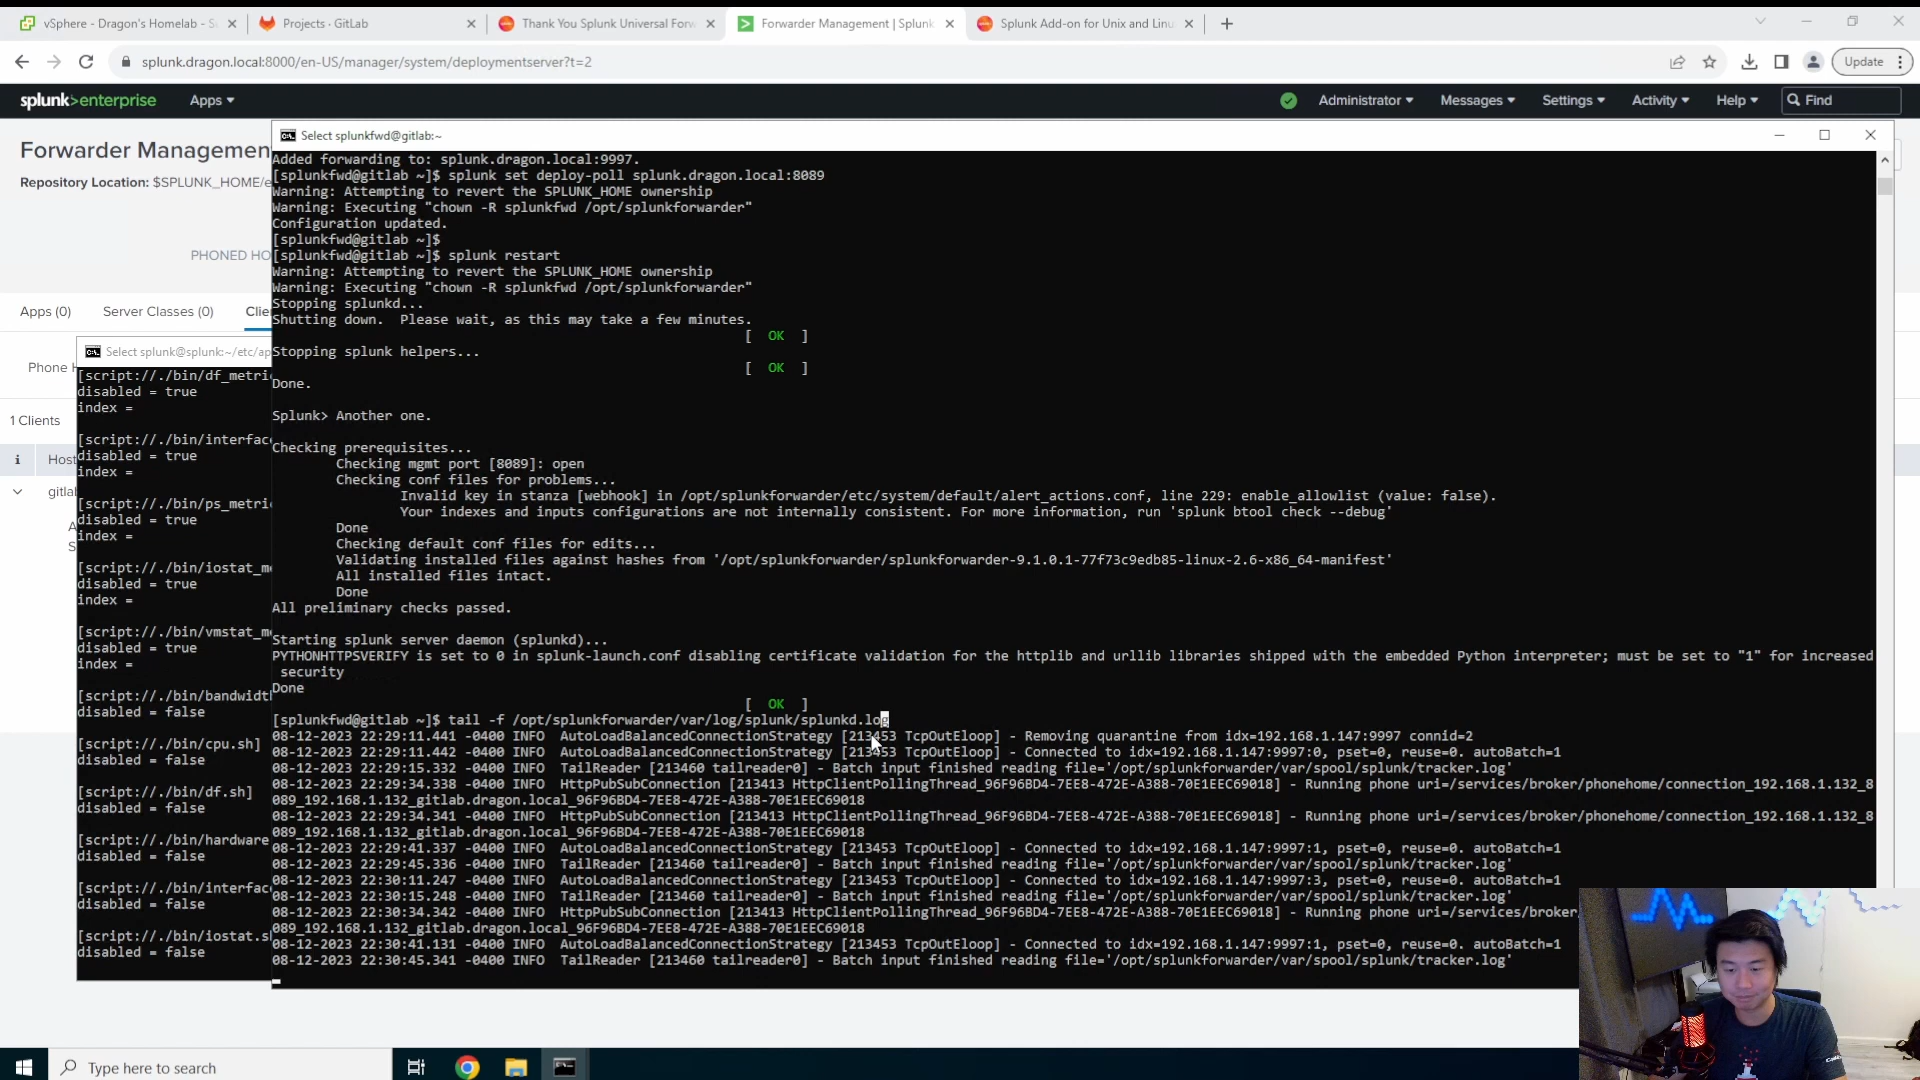 vSphere - Dragon's Homelab - S
Projects · GitLab
Thank You Splunk Universal Forw
Forwarder Management | Splunk
Splunk Add-on for Unix and Linu
splunk.dragon.local:8000/en-US/manager/system/deploymentserver?t=2
Update
splunk>enterprise
Apps
Administrator
Messages
Settings
Activity
Help
Find
Forwarder Managemen
Repository Location: $SPLUNK_HOME/e
PHONED HO
Apps (0)
Server Classes (0)
Clie
Phone H
1 Clients
i
Host
gitlab
A
S
Select splunk@splunk:~/etc/ap
[script://./bin/df_metric
disabled = true
index =
[script://./bin/interfac
disabled = true
index =
[script://./bin/ps_metric
disabled = true
index =
[script://./bin/iostat_m
disabled = true
index =
[script://./bin/vmstat_m
disabled = true
index =
[script://./bin/bandwidt
disabled = false
[script://./bin/cpu.sh]
disabled = false
[script://./bin/df.sh]
disabled = false
[script://./bin/hardware
disabled = false
[script://./bin/interfac
disabled = false
[script://./bin/iostat.s
disabled = false
Select splunkfwd@gitlab:~
Added forwarding to: splunk.dragon.local:9997.
[splunkfwd@gitlab ~]$ splunk set deploy-poll splunk.dragon.local:8089
Warning: Attempting to revert the SPLUNK_HOME ownership
Warning: Executing "chown -R splunkfwd /opt/splunkforwarder"
Configuration updated.
[splunkfwd@gitlab ~]$
[splunkfwd@gitlab ~]$ splunk restart
Warning: Attempting to revert the SPLUNK_HOME ownership
Warning: Executing "chown -R splunkfwd /opt/splunkforwarder"
Stopping splunkd...
Shutting down.  Please wait, as this may take a few minutes.
[  OK  ]
Stopping splunk helpers...
[  OK  ]
Done.
Splunk> Another one.
Checking prerequisites...
Checking mgmt port [8089]: open
Checking conf files for problems...
Invalid key in stanza [webhook] in /opt/splunkforwarder/etc/system/default/alert_actions.conf, line 229: enable_allowlist (value: false).
Your indexes and inputs configurations are not internally consistent. For more information, run 'splunk btool check --debug'
Done
Checking default conf files for edits...
Validating installed files against hashes from '/opt/splunkforwarder/splunkforwarder-9.1.0.1-77f73c9edb85-linux-2.6-x86_64-manifest'
All installed files intact.
Done
All preliminary checks passed.
Starting splunk server daemon (splunkd)...
PYTHONHTTPSVERIFY is set to 0 in splunk-launch.conf disabling certificate validation for the httplib and urllib libraries shipped with the embedded Python interpreter; must be set to "1" for increased
security
Done
[  OK  ]
[splunkfwd@gitlab ~]$ tail -f /opt/splunkforwarder/var/log/splunk/splunkd.log
08-12-2023 22:29:11.441 -0400 INFO  AutoLoadBalancedConnectionStrategy [213453 TcpOutEloop] - Removing quarantine from idx=192.168.1.147:9997 connid=2
08-12-2023 22:29:11.442 -0400 INFO  AutoLoadBalancedConnectionStrategy [213453 TcpOutEloop] - Connected to idx=192.168.1.147:9997:0, pset=0, reuse=0. autoBatch=1
08-12-2023 22:29:15.332 -0400 INFO  TailReader [213460 tailreader0] - Batch input finished reading file='/opt/splunkforwarder/var/spool/splunk/tracker.log'
08-12-2023 22:29:34.338 -0400 INFO  HttpPubSubConnection [213413 HttpClientPollingThread_96F96BD4-7EE8-472E-A388-70E1EEC69018] - Running phone uri=/services/broker/phonehome/connection_192.168.1.132_8
089_192.168.1.132_gitlab.dragon.local_96F96BD4-7EE8-472E-A388-70E1EEC69018
08-12-2023 22:29:34.341 -0400 INFO  HttpPubSubConnection [213413 HttpClientPollingThread_96F96BD4-7EE8-472E-A388-70E1EEC69018] - Running phone uri=/services/broker/phonehome/connection_192.168.1.132_8
089_192.168.1.132_gitlab.dragon.local_96F96BD4-7EE8-472E-A388-70E1EEC69018
08-12-2023 22:29:41.337 -0400 INFO  AutoLoadBalancedConnectionStrategy [213453 TcpOutEloop] - Connected to idx=192.168.1.147:9997:1, pset=0, reuse=0. autoBatch=1
08-12-2023 22:29:45.336 -0400 INFO  TailReader [213460 tailreader0] - Batch input finished reading file='/opt/splunkforwarder/var/spool/splunk/tracker.log'
08-12-2023 22:30:11.247 -0400 INFO  AutoLoadBalancedConnectionStrategy [213453 TcpOutEloop] - Connected to idx=192.168.1.147:9997:3, pset=0, reuse=0. autoBatch=1
08-12-2023 22:30:15.248 -0400 INFO  TailReader [213460 tailreader0] - Batch input finished reading file='/opt/splunkforwarder/var/spool/splunk/tracker.log'
08-12-2023 22:30:34.342 -0400 INFO  HttpPubSubConnection [213413 HttpClientPollingThread_96F96BD4-7EE8-472E-A388-70E1EEC69018] - Running phone uri=/services/broker/
089_192.168.1.132_gitlab.dragon.local_96F96BD4-7EE8-472E-A388-70E1EEC69018
08-12-2023 22:30:41.131 -0400 INFO  AutoLoadBalancedConnectionStrategy [213453 TcpOutEloop] - Connected to idx=192.168.1.147:9997:1, pset=0, reuse=0. autoBatch=1
08-12-2023 22:30:45.341 -0400 INFO  TailReader [213460 tailreader0] - Batch input finished reading file='/opt/splunkforwarder/var/spool/splunk/tracker.log'
Type here to search